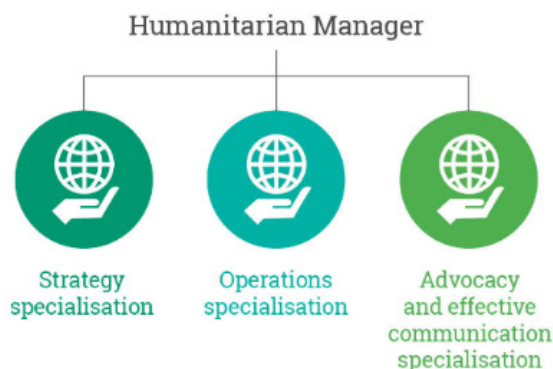 Humanitarian Manager
Strategy
specialisation
Operations
specialisation
Advocacy
and effective
communication
specialisation